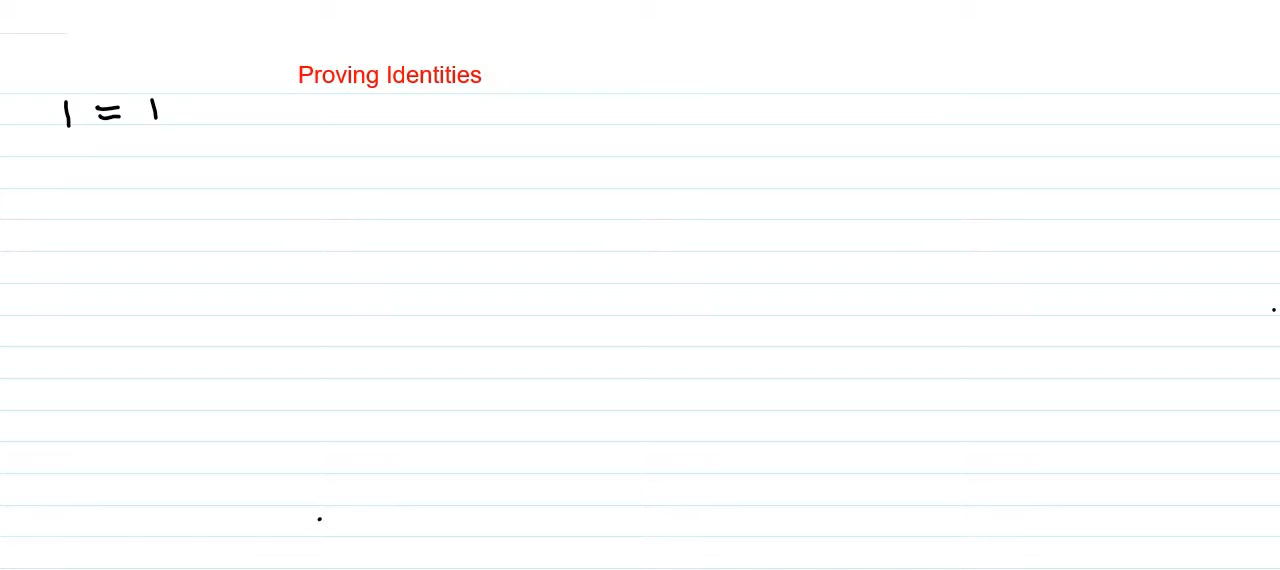 Proving Identities
1 = 1